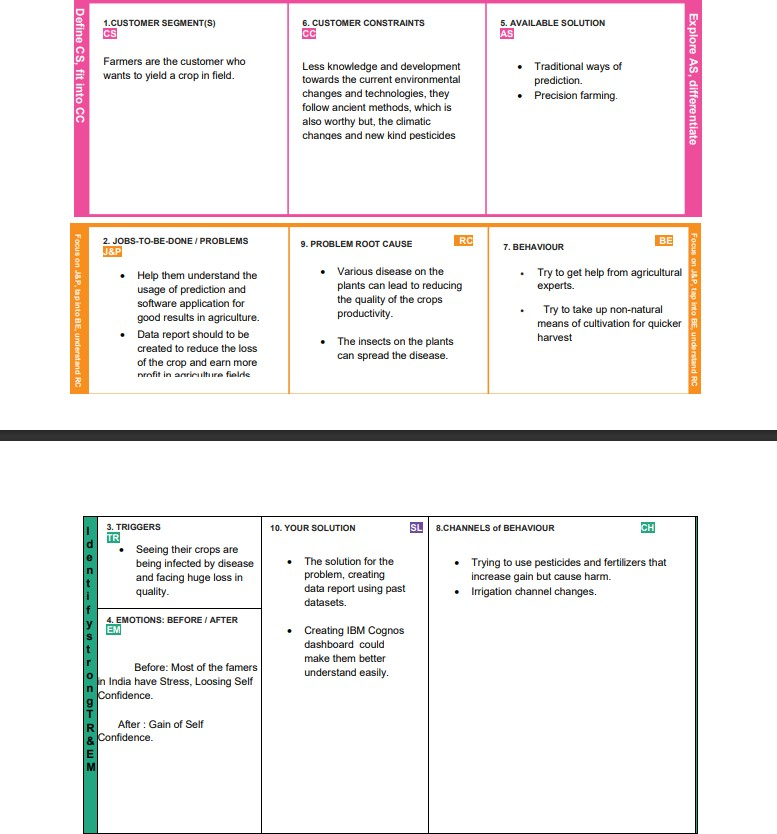 Define CS, fit into CC
1.CUSTOMER SEGMENT(S)
CS
Farmers are the customer who
wants to yield a crop in field.
6. CUSTOMER CONSTRAINTS
CC
Less knowledge and development
towards the current environmental
changes and technologies, they
follow ancient methods, which is
also worthy but, the climatic
changes and new kind pesticides
5. AVAILABLE SOLUTION
AS
• Traditional ways of
prediction.
• Precision farming.
Explore AS, differentiate
Focus on J&P, tap into BE, understand RC
2. JOBS-TO-BE-DONE / PROBLEMS
J&P
• Help them understand the
usage of prediction and
software application for
good results in agriculture.
• Data report should to be
created to reduce the loss
of the crop and earn more
profit in agriculture fields
9. PROBLEM ROOT CAUSE
RC
• Various disease on the
plants can lead to reducing
the quality of the crops
productivity.
• The insects on the plants
can spread the disease.
7. BEHAVIOUR
BE
• Try to get help from agricultural
experts.
• Try to take up non-natural
means of cultivation for quicker
harvest
Focus on J&P, tap into BE, understand RC
IdentifystrongTR&EM
3. TRIGGERS
TR
• Seeing their crops are
being infected by disease
and facing huge loss in
quality.
4. EMOTIONS: BEFORE / AFTER
EM
Before: Most of the famers
in India have Stress, Loosing Self
Confidence.
After : Gain of Self
Confidence.
10. YOUR SOLUTION
SL
• The solution for the
problem, creating
data report using past
datasets.
• Creating IBM Cognos
dashboard could
make them better
understand easily.
8.CHANNELS of BEHAVIOUR
CH
• Trying to use pesticides and fertilizers that
increase gain but cause harm.
• Irrigation channel changes.